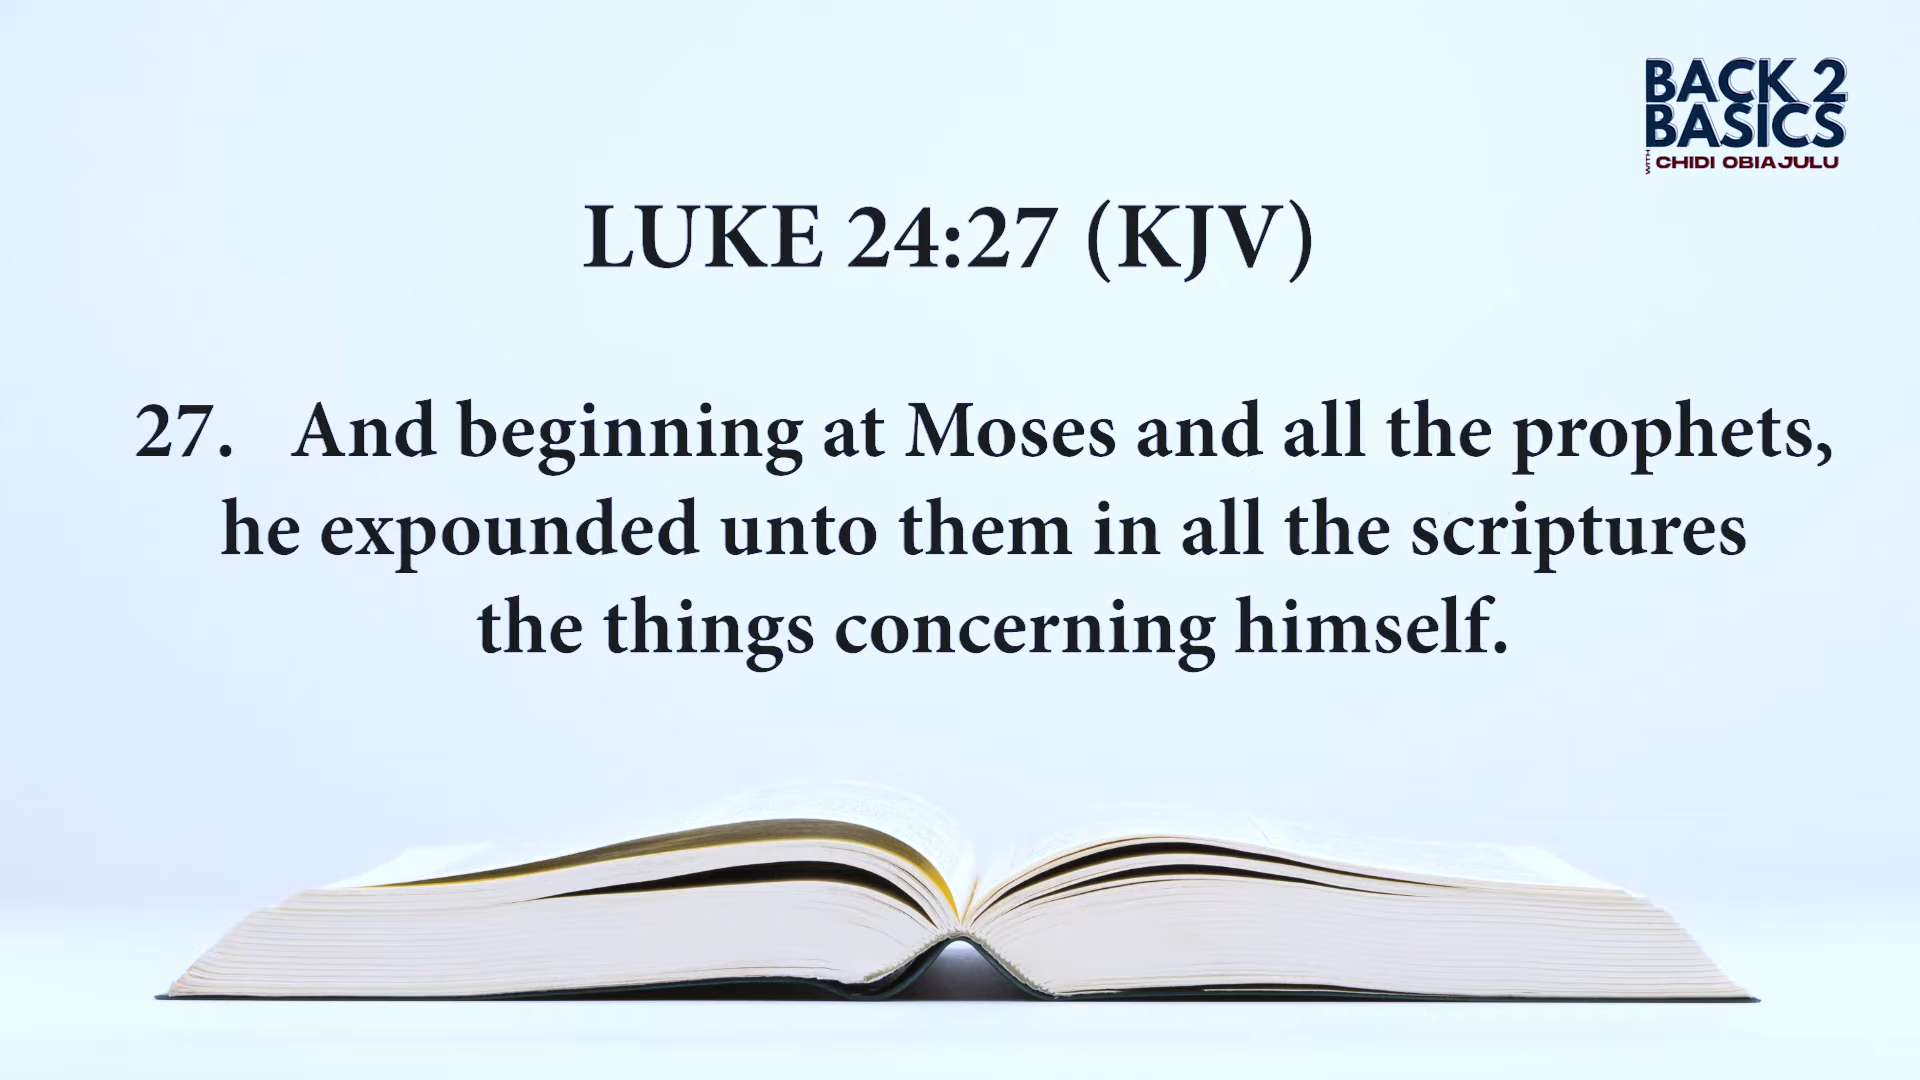 BACK 2
BASICS
WITH
CHIDI OBIAJULU
LUKE 24:27 (KJV)
27. And beginning at Moses and all the prophets,
he expounded unto them in all the scriptures
the things concerning himself.